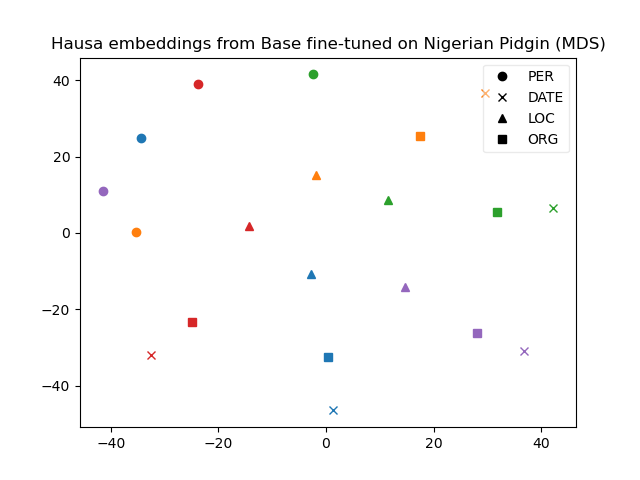 Hausa embeddings from Base fine-tuned on Nigerian Pidgin (MDS)
PER
DATE
LOC
ORG
40
20
0
−20
−40
−40
−20
0
20
40